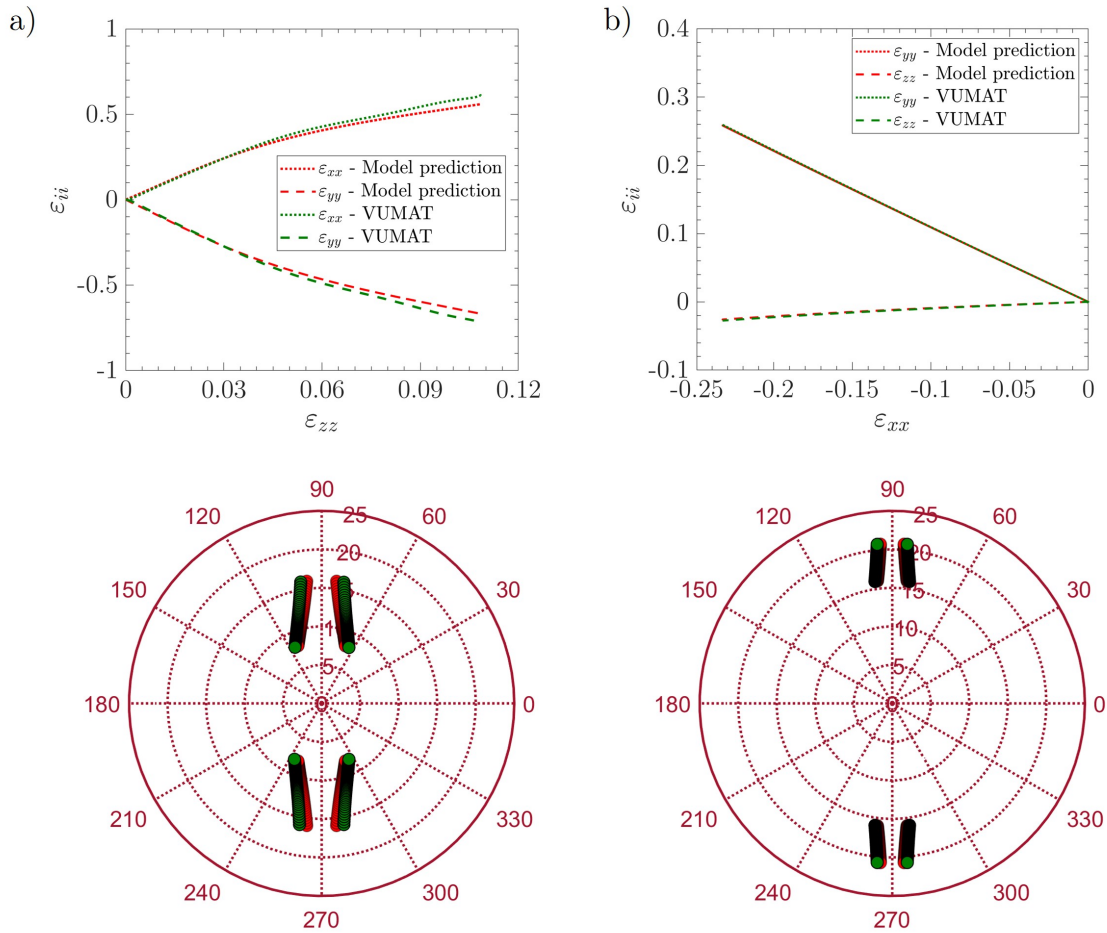 a)
1
0.5
0
-0.5
-1
ε_ii
ε_xx - Model prediction
ε_yy - Model prediction
ε_xx - VUMAT
ε_yy - VUMAT
0 0.03 0.06 0.09 0.12
ε_zz
b)
0.4
0.3
0.2
0.1
0
-0.1
ε_ii
ε_yy - Model prediction
ε_zz - Model prediction
ε_yy - VUMAT
ε_zz - VUMAT
-0.25 -0.2 -0.15 -0.1 -0.05 0
ε_xx
90
120 25 60
20
150 30
5
180 0 0
210 330
240 300
270
90
120 25 60
20
150 15 30
10
5
180 0 0
210 330
240 300
270